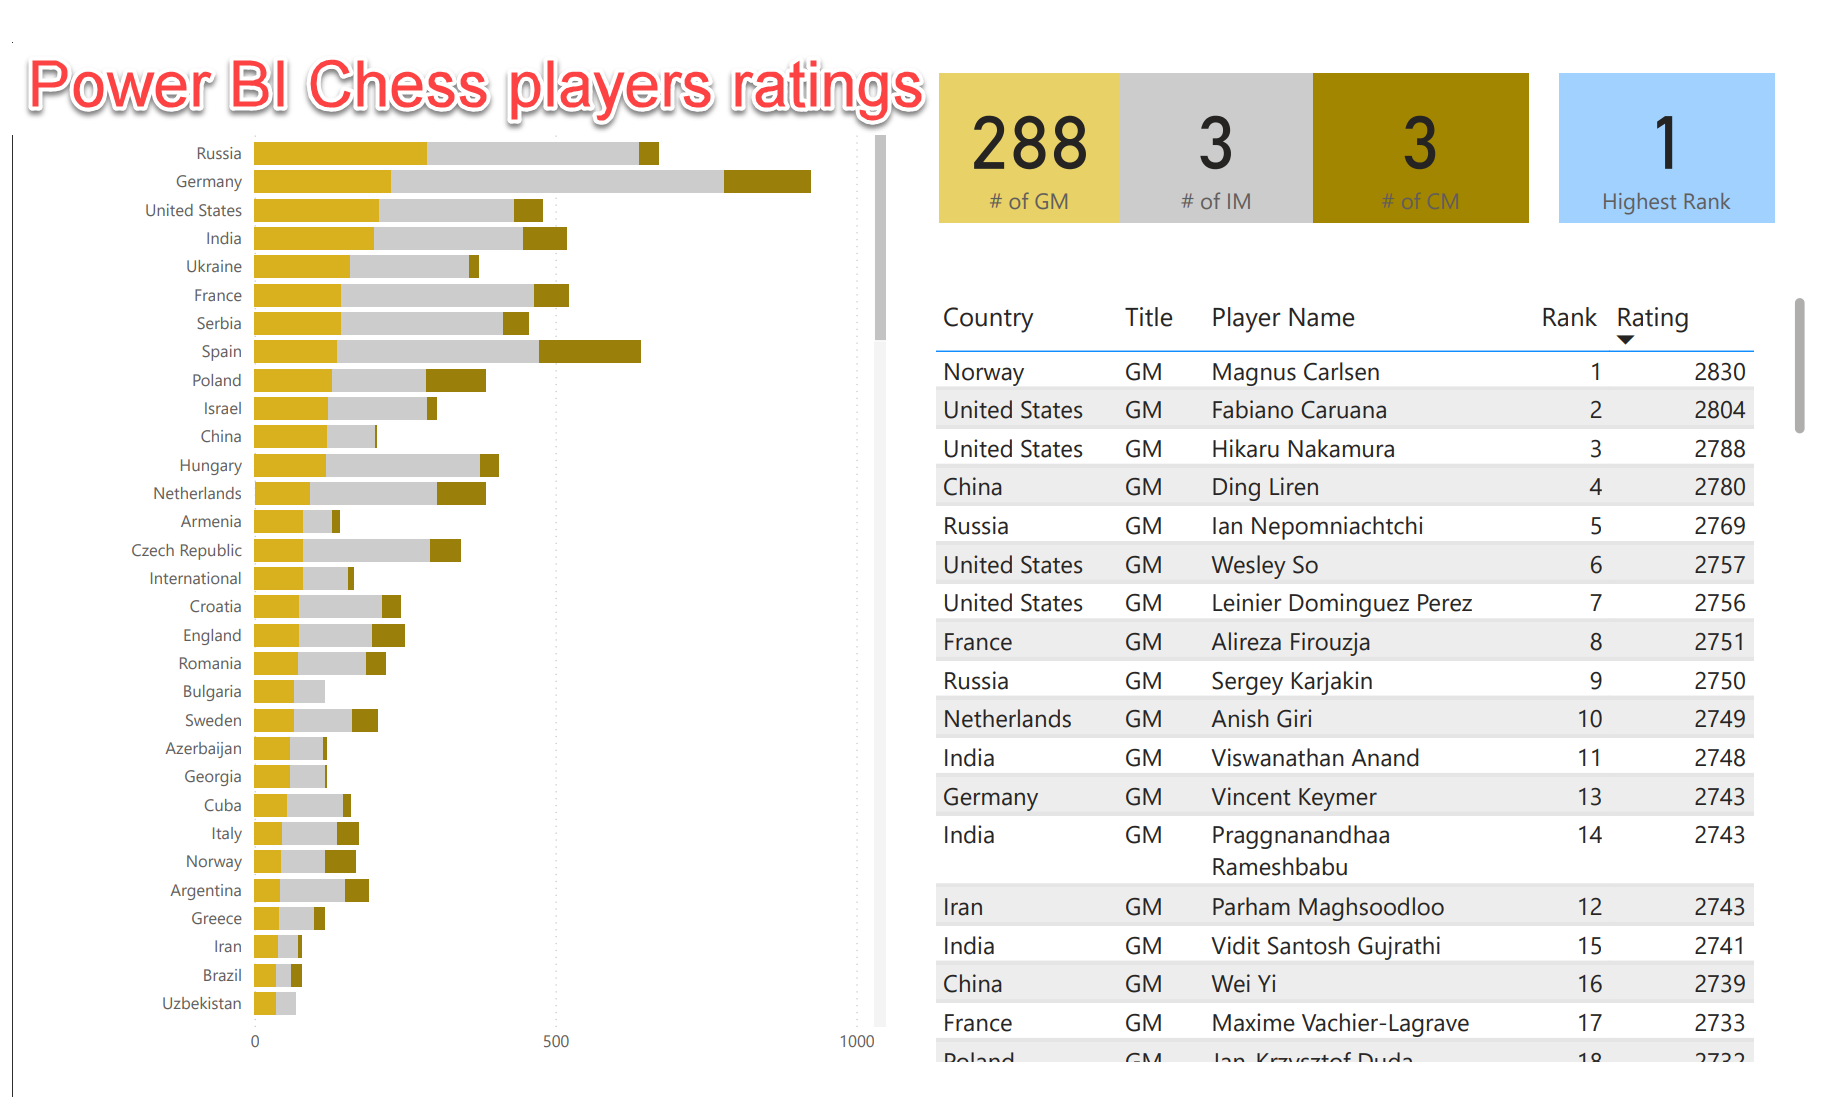 Power BI Chess players ratings
288
# of GM
3
# of IM
3
# of CM
1
Highest Rank
Russia
Germany
United States
India
Ukraine
France
Serbia
Spain
Poland
Israel
China
Hungary
Netherlands
Armenia
Czech Republic
International
Croatia
England
Romania
Bulgaria
Sweden
Azerbaijan
Georgia
Cuba
Italy
Norway
Argentina
Greece
Iran
Brazil
Uzbekistan
0 500 1000
Country Title Player Name Rank Rating
Norway GM Magnus Carlsen 1 2830
United States GM Fabiano Caruana 2 2804
United States GM Hikaru Nakamura 3 2788
China GM Ding Liren 4 2780
Russia GM Ian Nepomniachtchi 5 2769
United States GM Wesley So 6 2757
United States GM Leinier Dominguez Perez 7 2756
France GM Alireza Firouzja 8 2751
Russia GM Sergey Karjakin 9 2750
Netherlands GM Anish Giri 10 2749
India GM Viswanathan Anand 11 2748
Germany GM Vincent Keymer 13 2743
India GM Praggnanandhaa 14 2743
Rameshbabu
Iran GM Parham Maghsoodloo 12 2743
India GM Vidit Santosh Gujrathi 15 2741
China GM Wei Yi 16 2739
France GM Maxime Vachier-Lagrave 17 2733
Poland GM Jan-Krzysztof Duda 18 2732